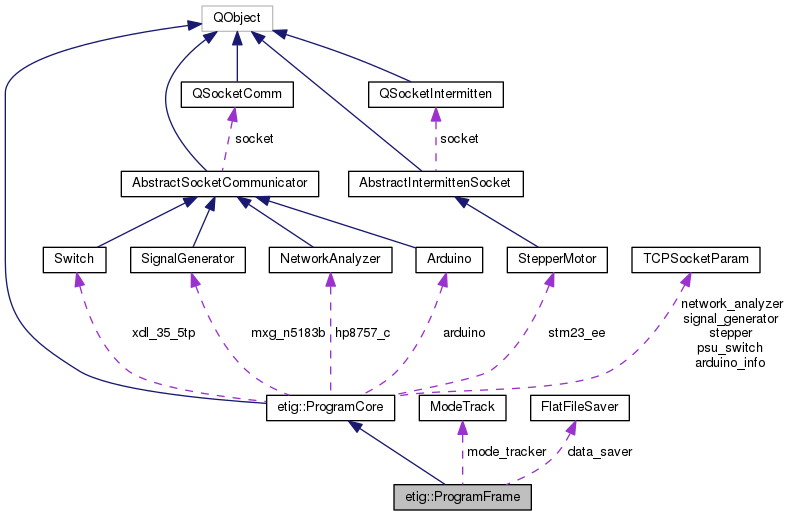 QObject
QSocketComm
QSocketIntermitten
socket
socket
AbstractSocketCommunicator
AbstractIntermittenSocket
Switch
SignalGenerator
NetworkAnalyzer
Arduino
StepperMotor
TCPSocketParam
network_analyzer
signal_generator
stepper
psu_switch
arduino_info
xdl_35_5tp
mxg_n5183b
hp8757_c
arduino
stm23_ee
etig::ProgramCore
ModeTrack
FlatFileSaver
mode_tracker
data_saver
etig::ProgramFrame